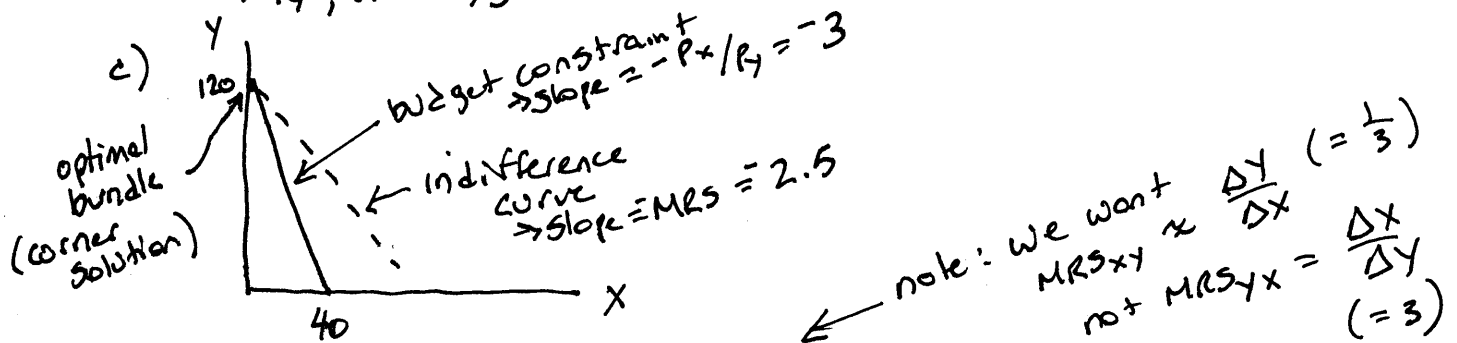 c)
Y
120
budget constraint
→ slope = -Px/Py = -3
optimal
bundle
(corner
solution)
indifference
curve
→ slope = MRS = -2.5
X
40
note: we want
MRSxy ≈ ΔY/ΔX (= 1/3)
not MRSyx = ΔX/ΔY
(= 3)